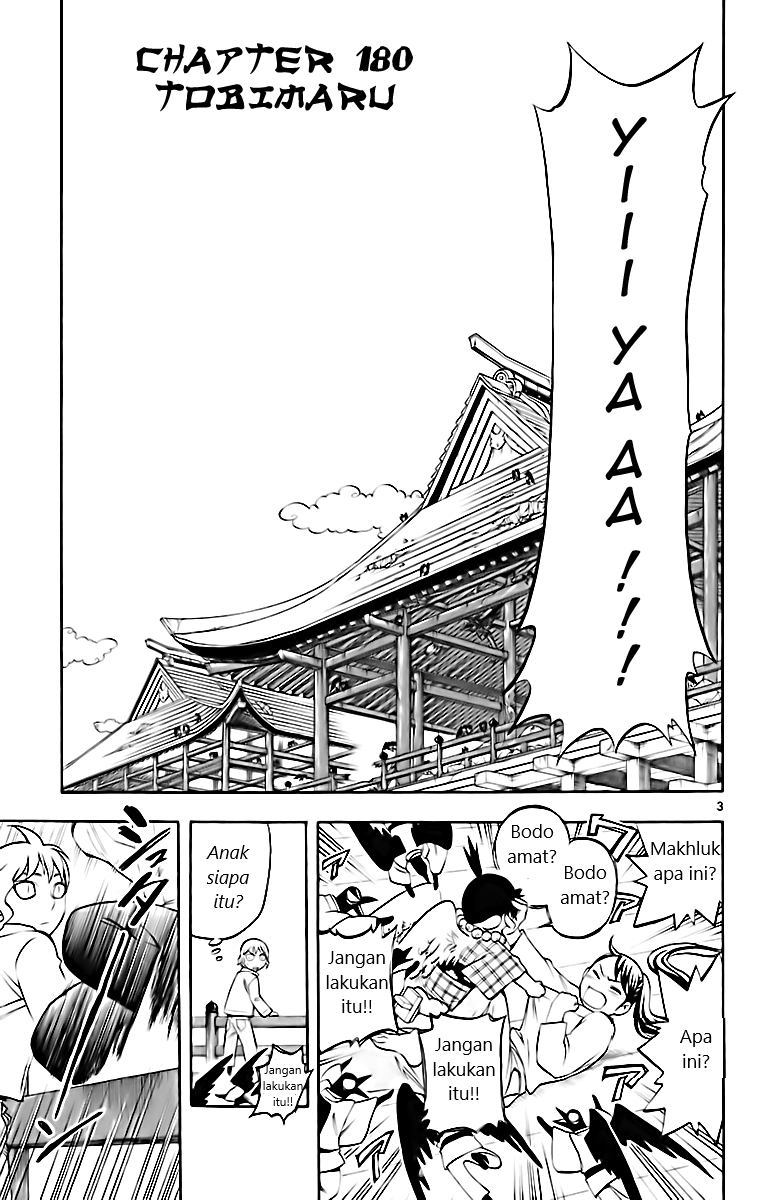 CHAPTER 180
TOBIMARU
YIIIYAAA!!!
3
Makhluk
apa ini?
Bodo
amat?
Bodo
amat?
Apa
ini?
Jangan
lakukan
itu!!
Jangan
lakukan
itu!!
Anak
siapa
itu?
Jangan
lakukan
itu!!